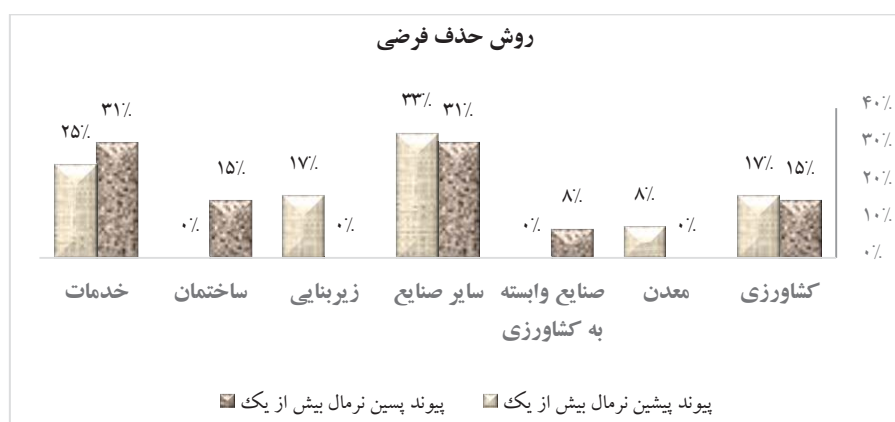 روش حذف فرضی
۴۰٪
۳۰٪
۲۰٪
۱۰٪
۰٪
۱۷٪ ۱۵٪
۸٪ ۰٪
۰٪ ۸٪
۳۳٪ ۳۱٪
۱۷٪ ۰٪
۰٪ ۱۵٪
۲۵٪ ۳۱٪
کشاورزی
معدن
صنایع وابسته
به کشاورزی
سایر صنایع
زیربنایی
ساختمان
خدمات
پیوند پیشین نرمال بیش از یک
پیوند پسین نرمال بیش از یک